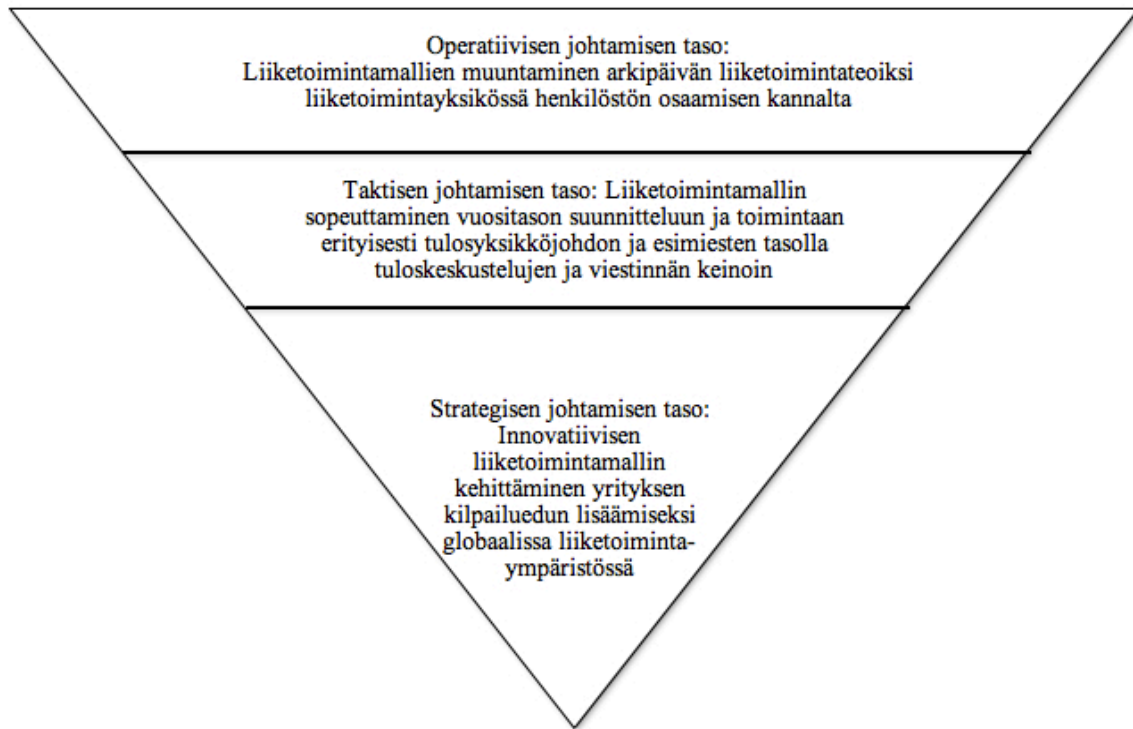 Operatiivisen johtamisen taso:
Liiketoimintamallien muuntaminen arkipäivän liiketoimintateoiksi
liiketoimintayksikössä henkilöstön osaamisen kannalta
Taktisen johtamisen taso: Liiketoimintamallin
sopeuttaminen vuositason suunnitteluun ja toimintaan
erityisesti tulosyksikköjohdon ja esimiesten tasolla
tuloskeskustelujen ja viestinnän keinoin
Strategisen johtamisen taso:
Innovatiivisen
liiketoimintamallin
kehittäminen yrityksen
kilpailuedun lisäämiseksi
globaalissa liiketoiminta-
ympäristössä